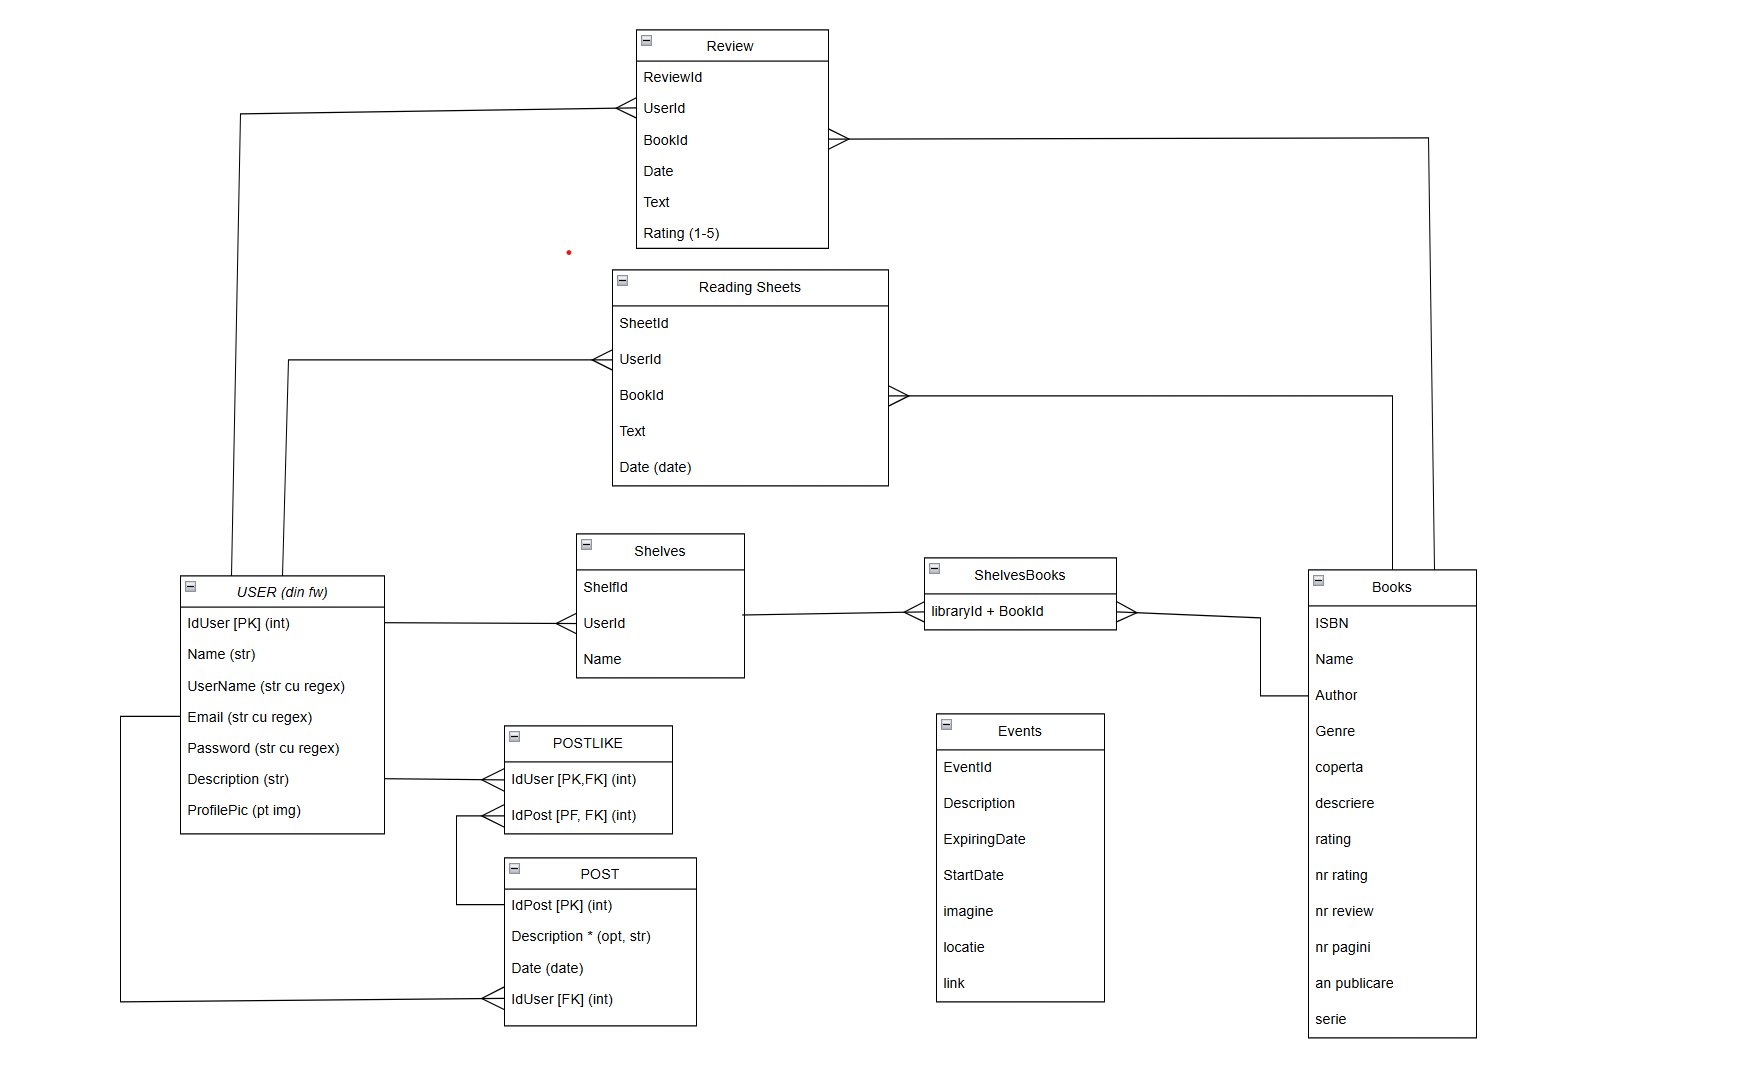 Review
ReviewId
UserId
BookId
Date
Text
Rating (1-5)
Reading Sheets
SheetId
UserId
BookId
Text
Date (date)
Shelves
ShelfId
UserId
Name
ShelvesBooks
libraryId + BookId
USER (din fw)
IdUser [PK] (int)
Name (str)
UserName (str cu regex)
Email (str cu regex)
Password (str cu regex)
Description (str)
ProfilePic (pt img)
POSTLIKE
IdUser [PK,FK] (int)
IdPost [PF, FK] (int)
POST
IdPost [PK] (int)
Description * (opt, str)
Date (date)
IdUser [FK] (int)
Events
EventId
Description
ExpiringDate
StartDate
imagine
locatie
link
Books
ISBN
Name
Author
Genre
coperta
descriere
rating
nr rating
nr review
nr pagini
an publicare
serie